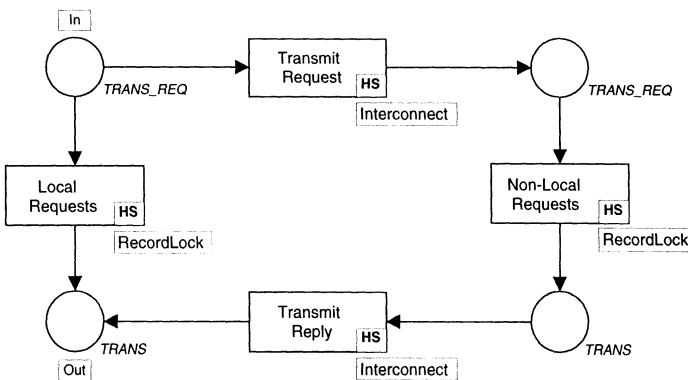 In
Transmit
Request
HS
Interconnect
TRANS_REQ
TRANS_REQ
Local
Requests
HS
RecordLock
Non-Local
Requests
HS
RecordLock
Transmit
Reply
HS
Interconnect
TRANS
Out
TRANS